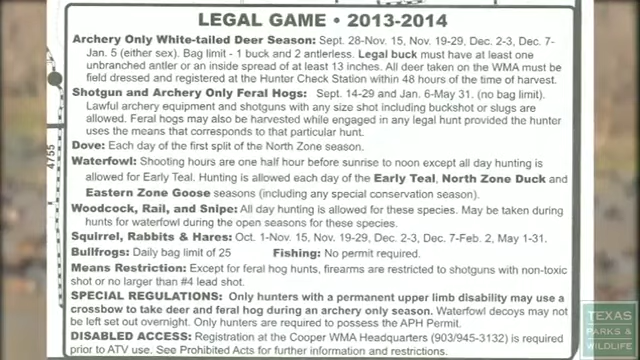 LEGAL GAME • 2013-2014
Archery Only White-tailed Deer Season: Sept. 28-Nov. 15, Nov. 19-29, Dec. 2-3, Dec. 7-
Jan. 5 (either sex). Bag limit - 1 buck and 2 antlerless. Legal buck must have at least one
unbranched antler or an inside spread of at least 13 inches. All deer taken on the WMA must be
field dressed and registered at the Hunter Check Station within 48 hours of the time of harvest.
Shotgun and Archery Only Feral Hogs: Sept. 14-29 and Jan. 6-May 31. (no bag limit).
Lawful archery equipment and shotguns with any size shot including buckshot or slugs are
allowed. Feral hogs may also be harvested while engaged in any legal hunt provided the hunter
uses the means that corresponds to that particular hunt.
Dove: Each day of the first split of the North Zone season.
Waterfowl: Shooting hours are one half hour before sunrise to noon except all day hunting is
allowed for Early Teal. Hunting is allowed each day of the Early Teal, North Zone Duck and
Eastern Zone Goose seasons (including any special conservation season).
Woodcock, Rail, and Snipe: All day hunting is allowed for these species. May be taken during
hunts for waterfowl during the open seasons for these species.
Squirrel, Rabbits & Hares: Oct. 1-Nov. 15, Nov. 19-29, Dec. 2-3, Dec. 7-Feb. 2, May 1-31.
Bullfrogs: Daily bag limit of 25 Fishing: No permit required.
Means Restriction: Except for feral hog hunts, firearms are restricted to shotguns with non-toxic
shot or no larger than #4 lead shot.
SPECIAL REGULATIONS: Only hunters with a permanent upper limb disability may use a
crossbow to take deer and feral hog during an archery only season. Waterfowl decoys may not
be left set out overnight. Only hunters are required to possess the APH Permit.
DISABLED ACCESS: Registration at the Cooper WMA Headquarters (903/945-3132) is required
prior to ATV use. See Prohibited Acts for further information and restrictions.
4755
TEXAS
PARKS &
WILDLIFE